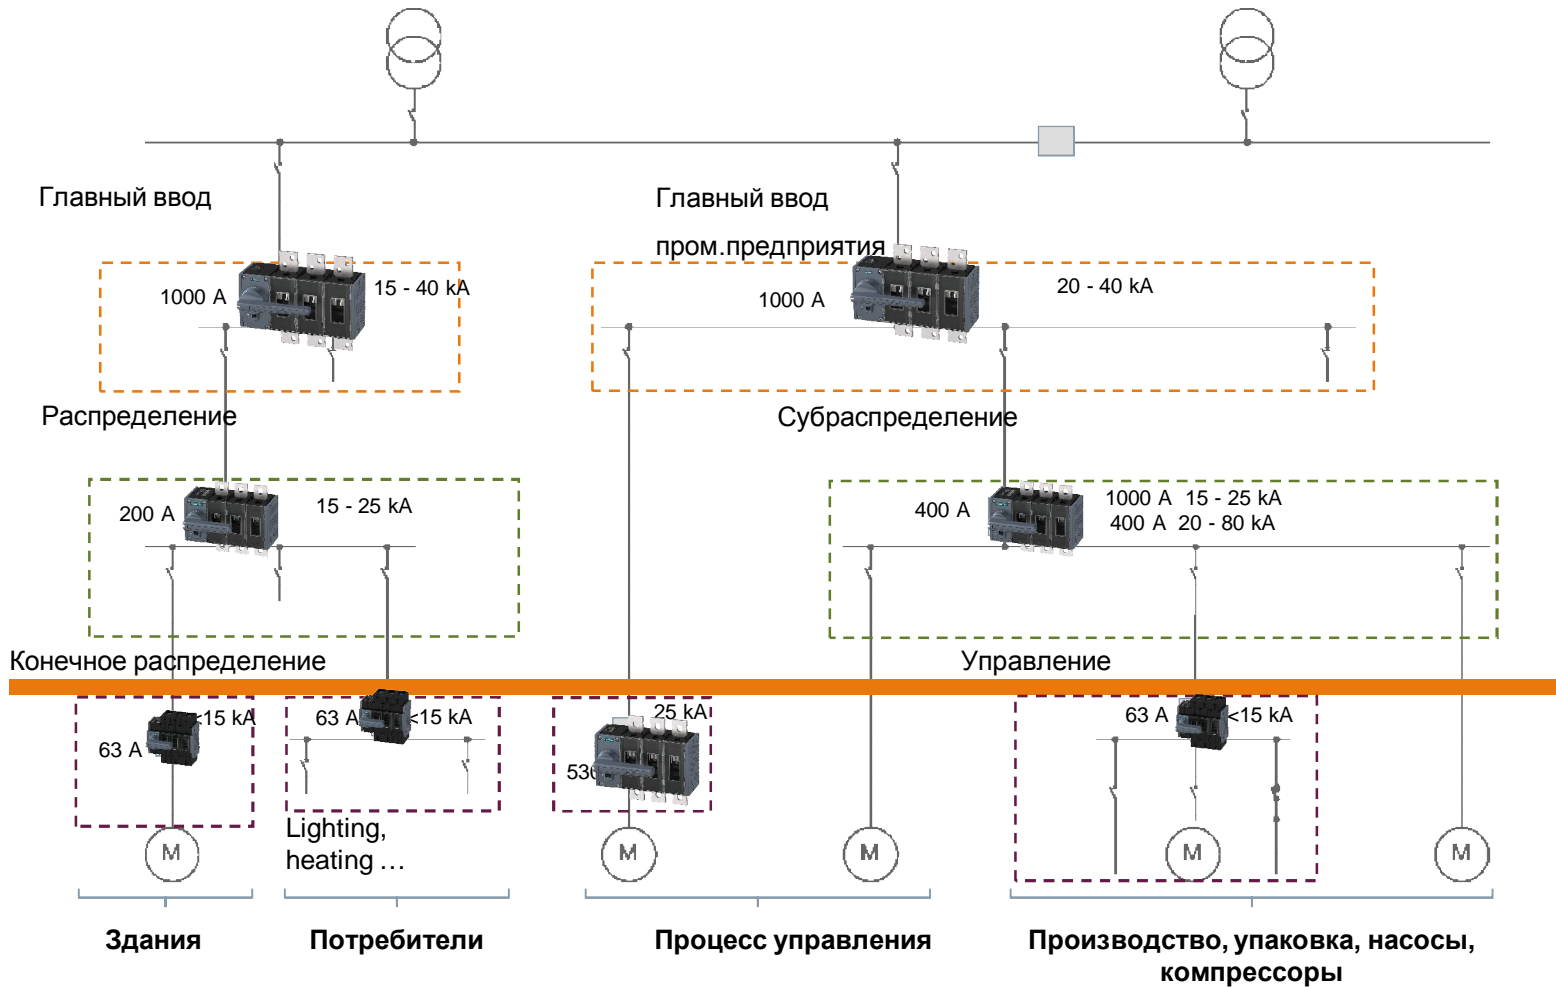 Главный ввод
Главный ввод
пром.предприятия
1000 A
15 - 40 kA
1000 A
20 - 40 kA
Распределение
Субраспределение
200 A
15 - 25 kA
400 A
1000 A 15 - 25 kA
400 A 20 - 80 kA
Конечное распределение
Управление
<15 kA
63 A
63 A
<15 kA
25 kA
63 A
<15 kA
Lighting,
heating …
M
M
M
M
M
Здания
Потребители
Процесс управления
Производство, упаковка, насосы,
компрессоры